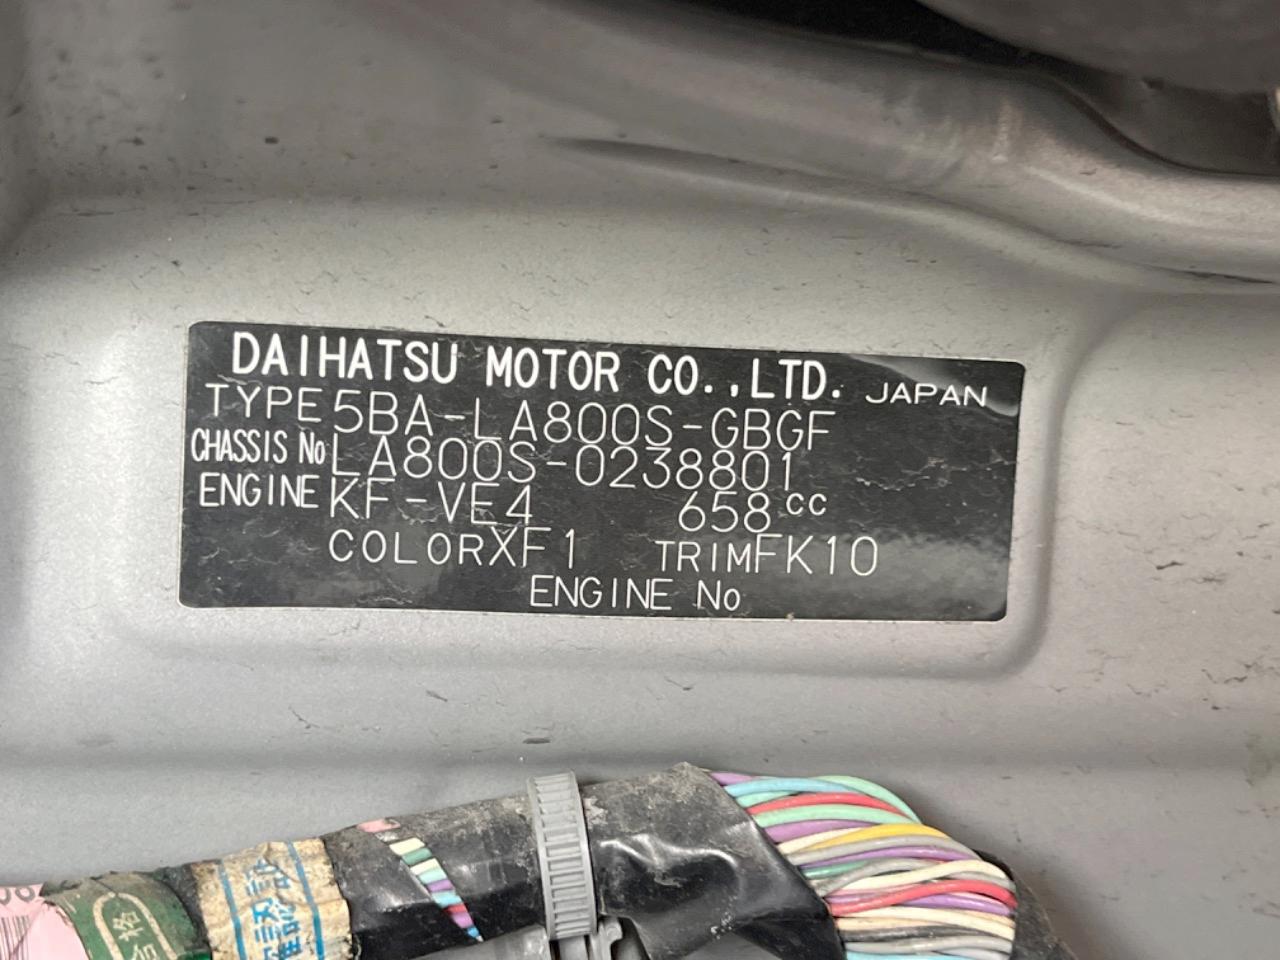 DAIHATSU MOTOR CO.,LTD. JAPAN
TYPE 5BA-LA800S-GBGF
CHASSIS No LA800S-0238801
ENGINE KF-VE4 658cc
COLOR XF1 TRIM FK10
ENGINE No